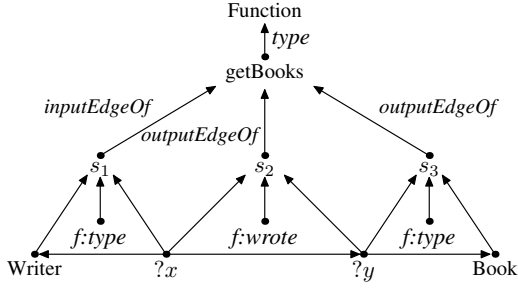 Function
type
getBooks
inputEdgeOf outputEdgeOf outputEdgeOf
s1 s2 s3
f:type f:wrote f:type
Writer ?x ?y Book